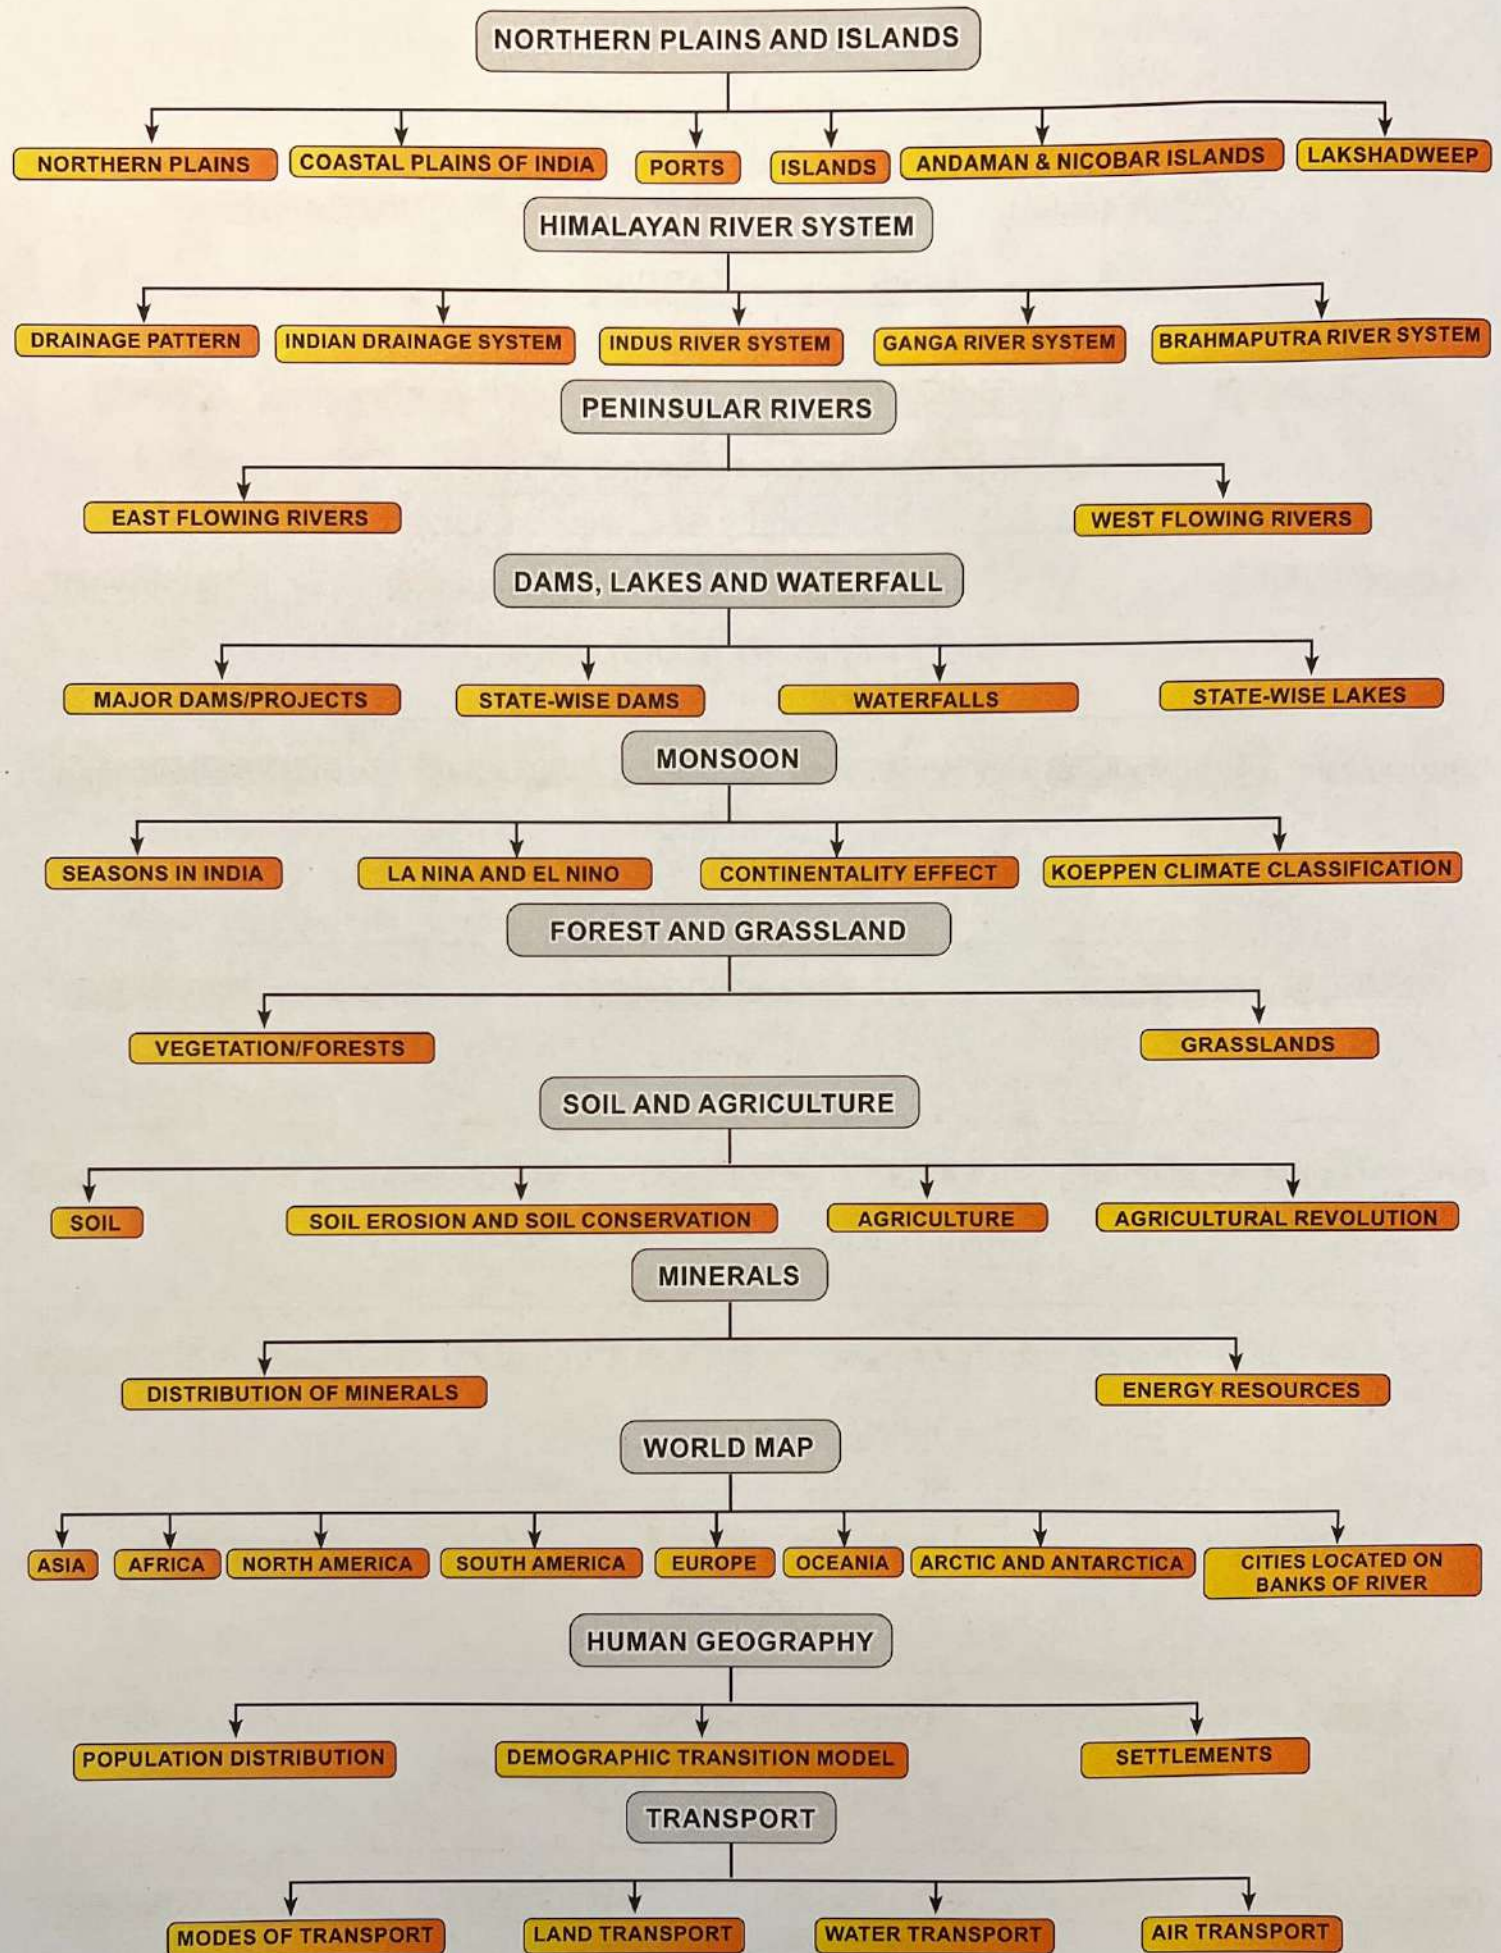 NORTHERN PLAINS AND ISLANDS
NORTHERN PLAINS
COASTAL PLAINS OF INDIA
PORTS
ISLANDS
ANDAMAN & NICOBAR ISLANDS
LAKSHADWEEP
HIMALAYAN RIVER SYSTEM
DRAINAGE PATTERN
INDIAN DRAINAGE SYSTEM
INDUS RIVER SYSTEM
GANGA RIVER SYSTEM
BRAHMAPUTRA RIVER SYSTEM
PENINSULAR RIVERS
EAST FLOWING RIVERS
WEST FLOWING RIVERS
DAMS, LAKES AND WATERFALL
MAJOR DAMS/PROJECTS
STATE-WISE DAMS
WATERFALLS
STATE-WISE LAKES
MONSOON
SEASONS IN INDIA
LA NINA AND EL NINO
CONTINENTALITY EFFECT
KOEPPEN CLIMATE CLASSIFICATION
FOREST AND GRASSLAND
VEGETATION/FORESTS
GRASSLANDS
SOIL AND AGRICULTURE
SOIL
SOIL EROSION AND SOIL CONSERVATION
AGRICULTURE
AGRICULTURAL REVOLUTION
MINERALS
DISTRIBUTION OF MINERALS
ENERGY RESOURCES
WORLD MAP
ASIA
AFRICA
NORTH AMERICA
SOUTH AMERICA
EUROPE
OCEANIA
ARCTIC AND ANTARCTICA
CITIES LOCATED ON
BANKS OF RIVER
HUMAN GEOGRAPHY
POPULATION DISTRIBUTION
DEMOGRAPHIC TRANSITION MODEL
SETTLEMENTS
TRANSPORT
MODES OF TRANSPORT
LAND TRANSPORT
WATER TRANSPORT
AIR TRANSPORT